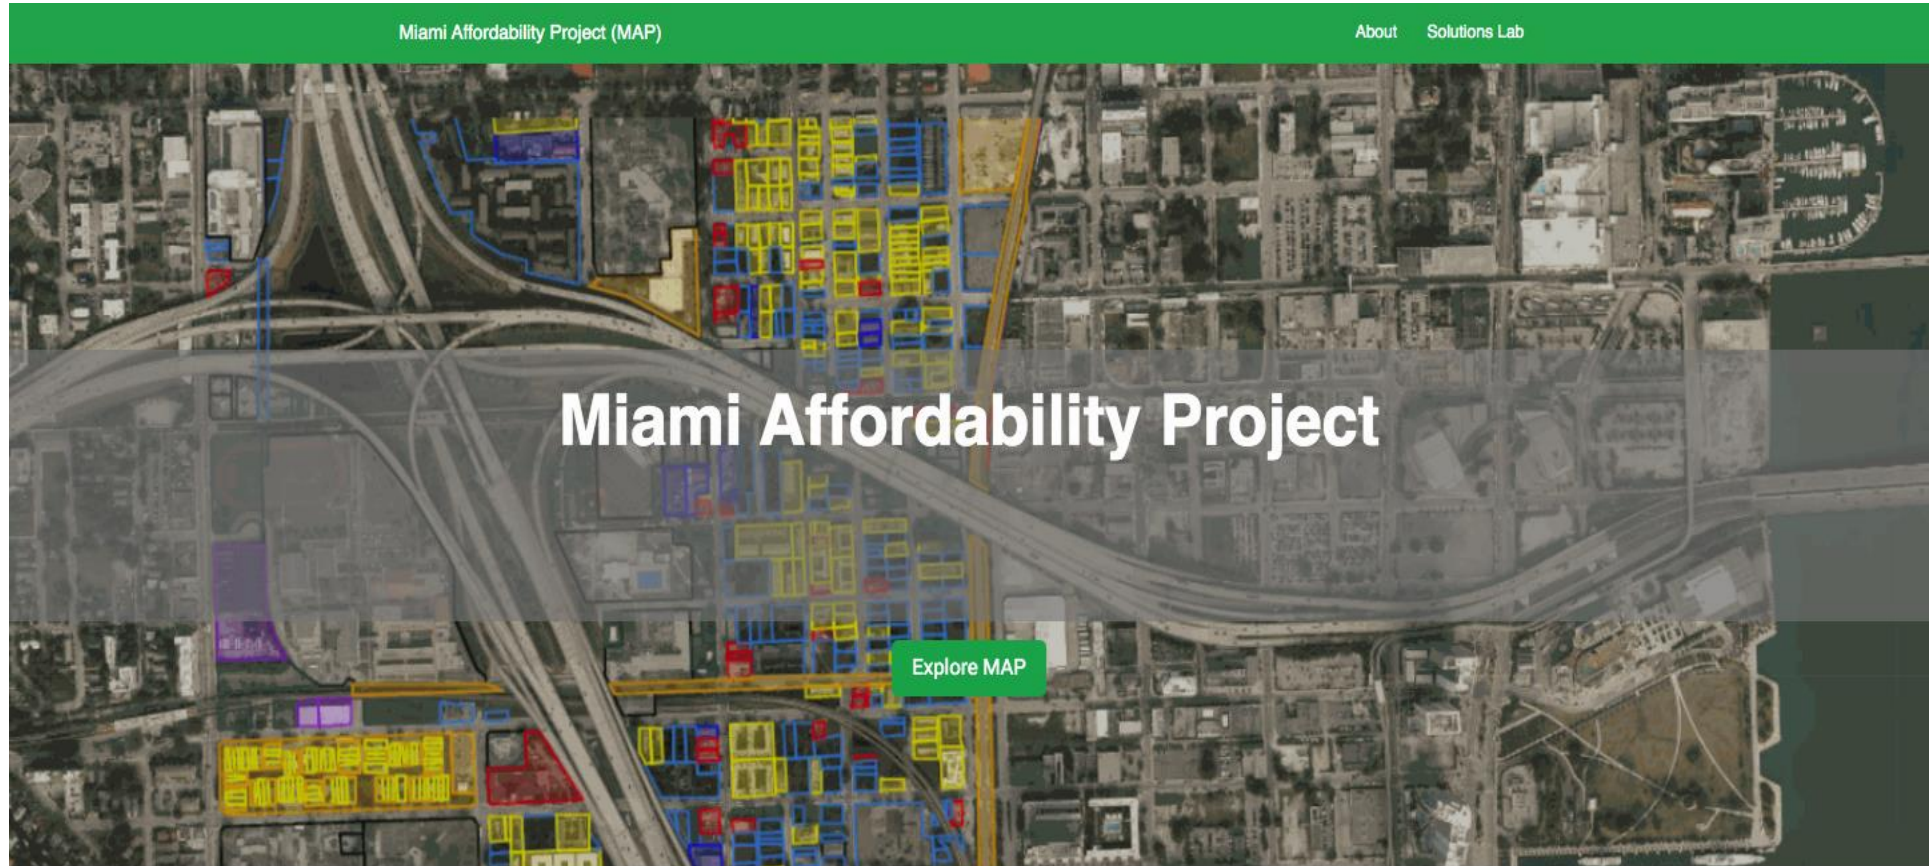 Miami Affordability Project (MAP)
About
Solutions Lab
Miami Affordability Project
Explore MAP